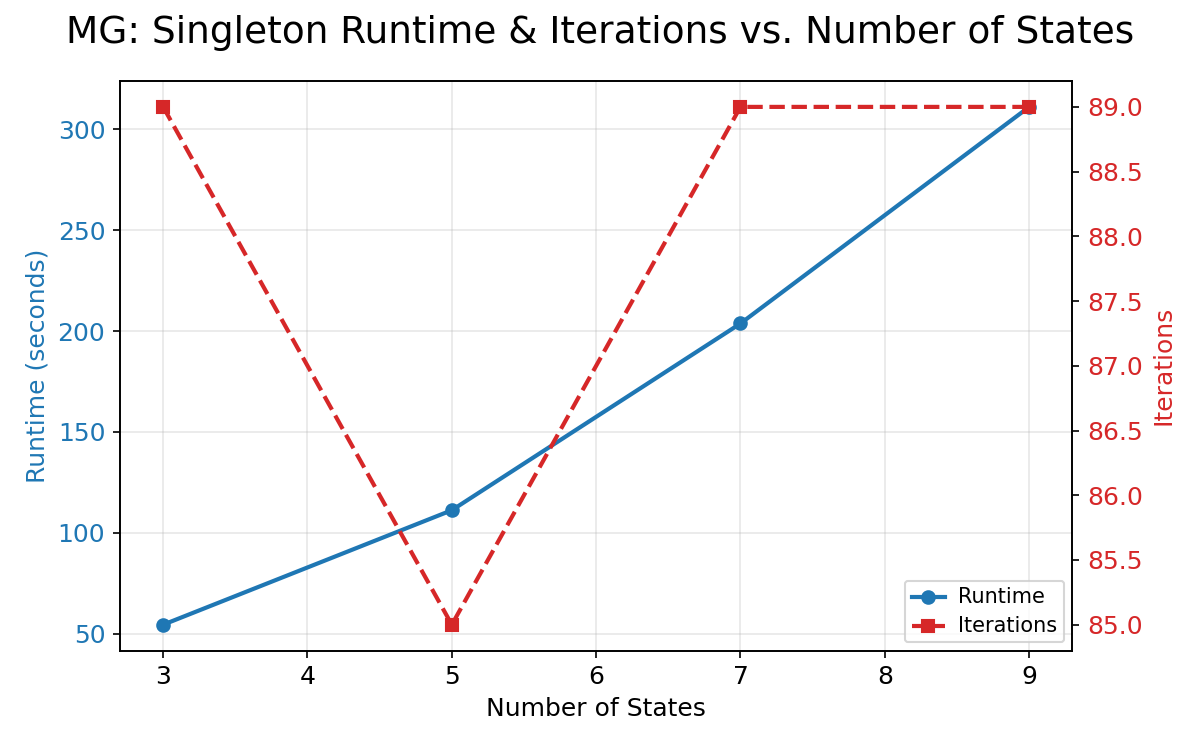 MG: Singleton Runtime & Iterations vs. Number of States
Runtime (seconds)
300
250
200
150
100
50
89.0
88.5
88.0
87.5
87.0
86.5
86.0
85.5
85.0
Iterations
Runtime
Iterations
3 4 5 6 7 8 9
Number of States